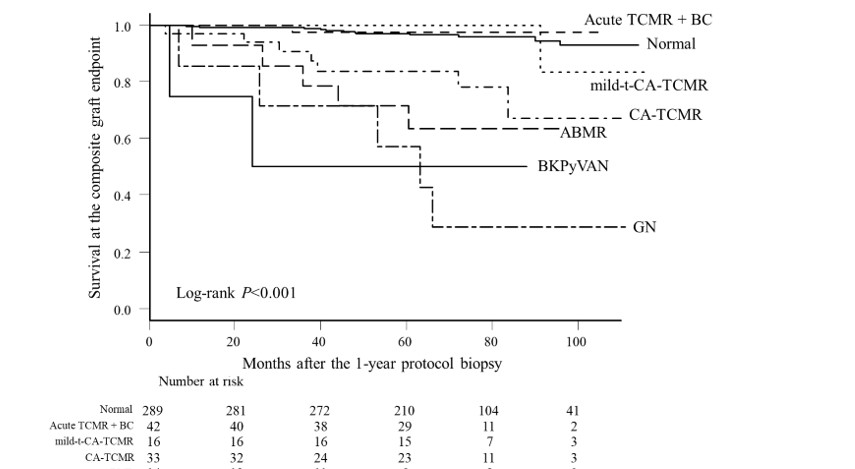 Survival at the composite graft endpoint
1.0
0.8
0.6
0.4
0.2
0.0
Acute TCMR + BC
Normal
mild-t-CA-TCMR
CA-TCMR
ABMR
BKPyVAN
GN
Log-rank P<0.001
0 20 40 60 80 100
Months after the 1-year protocol biopsy
Number at risk
Normal 289 281 272 210 104 41
Acute TCMR + BC 42 40 38 29 11 2
mild-t-CA-TCMR 16 16 16 15 7 3
CA-TCMR 33 32 24 23 11 3